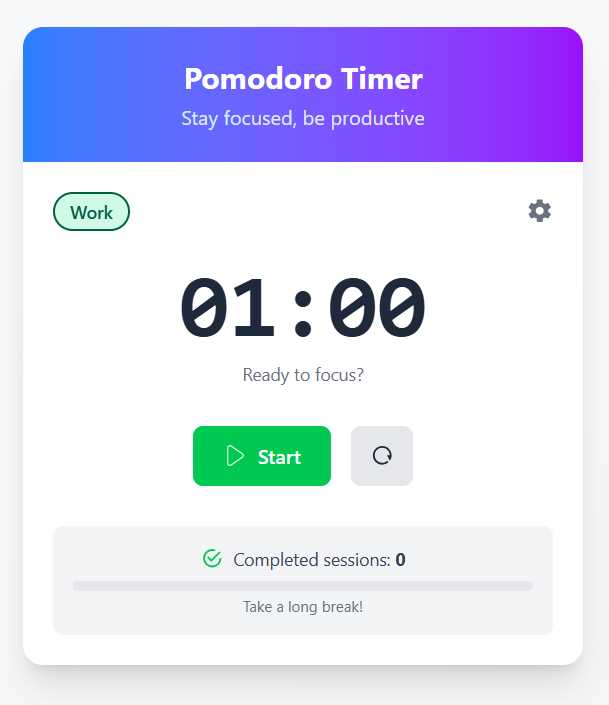 Pomodoro Timer
Stay focused, be productive
Work
01:00
Ready to focus?
Start
Completed sessions: 0
Take a long break!